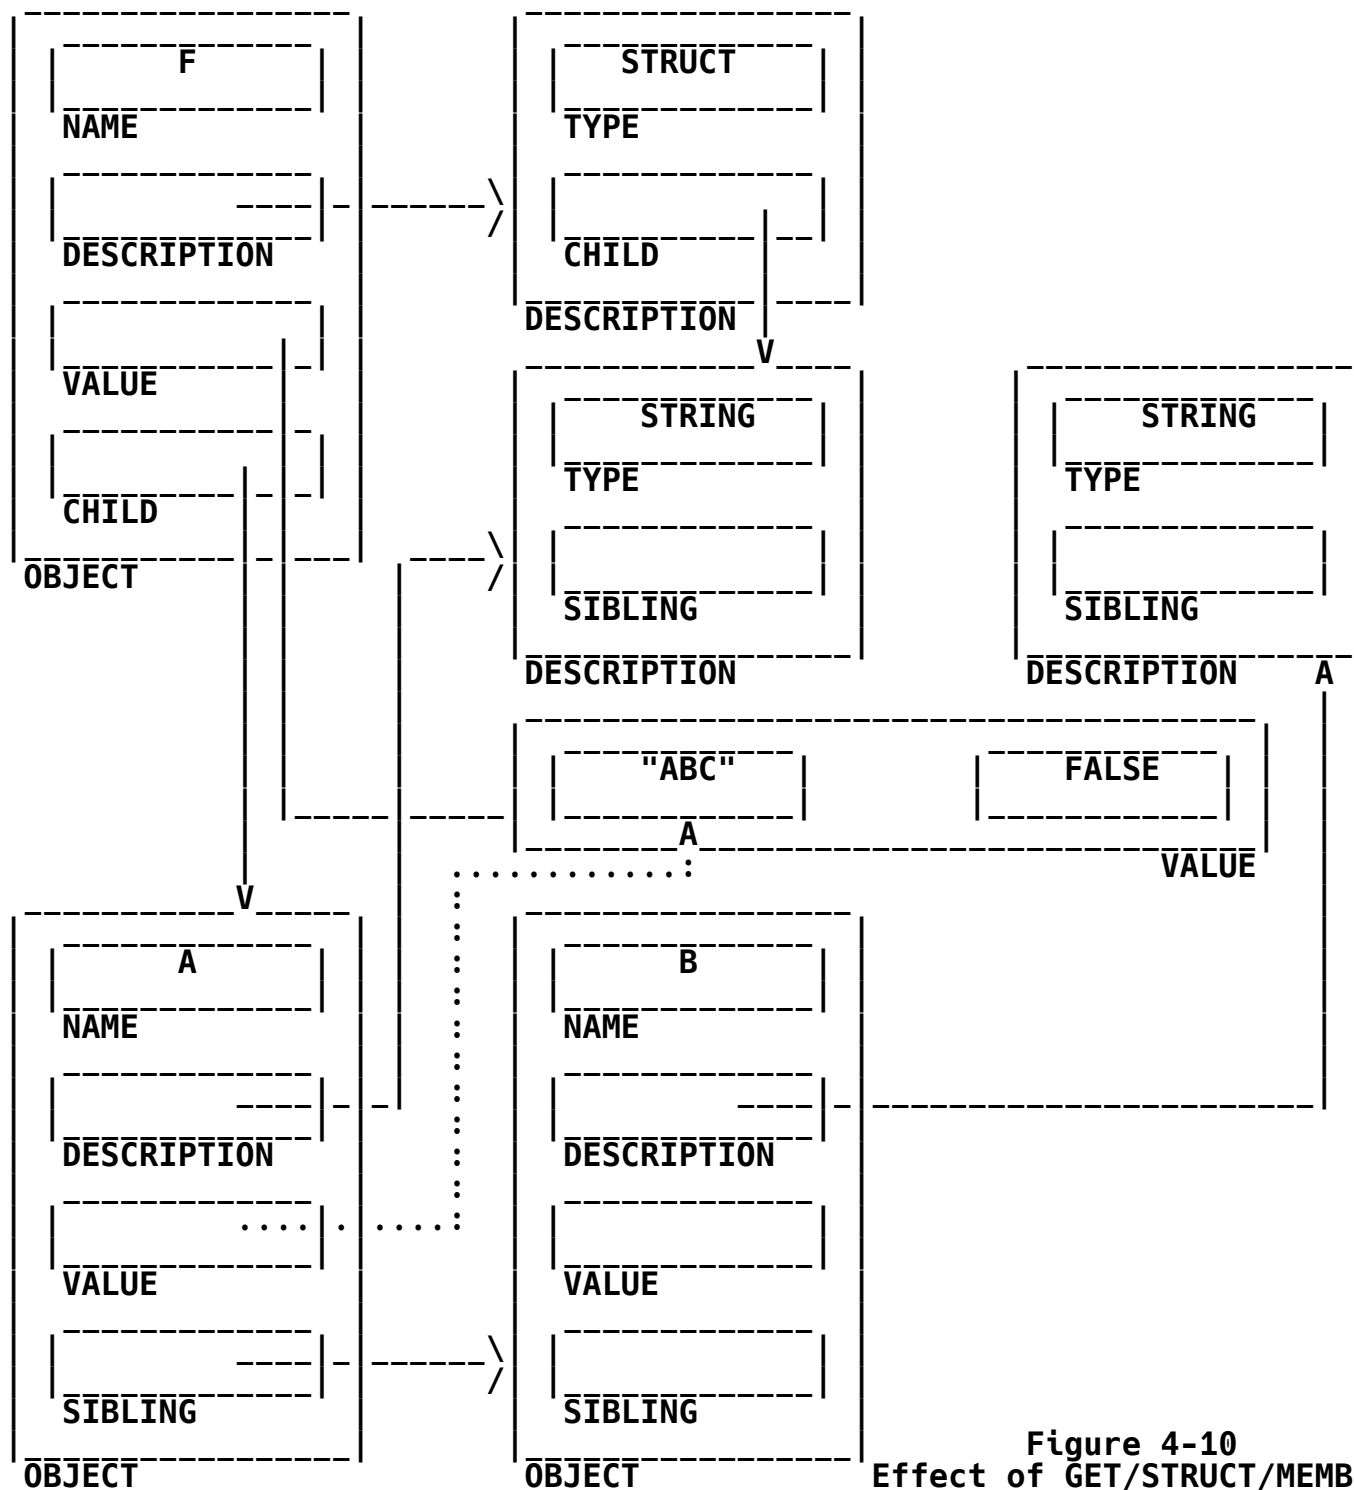 F STRUCT
NAME TYPE
DESCRIPTION CHILD
DESCRIPTION
V
VALUE
STRING STRING
TYPE TYPE
CHILD
OBJECT
SIBLING SIBLING
DESCRIPTION DESCRIPTION A
"ABC" FALSE
A
VALUE
V
A B
NAME NAME
DESCRIPTION DESCRIPTION
VALUE VALUE
SIBLING SIBLING
Figure 4-10
OBJECT OBJECT Effect of GET/STRUCT/MEMB